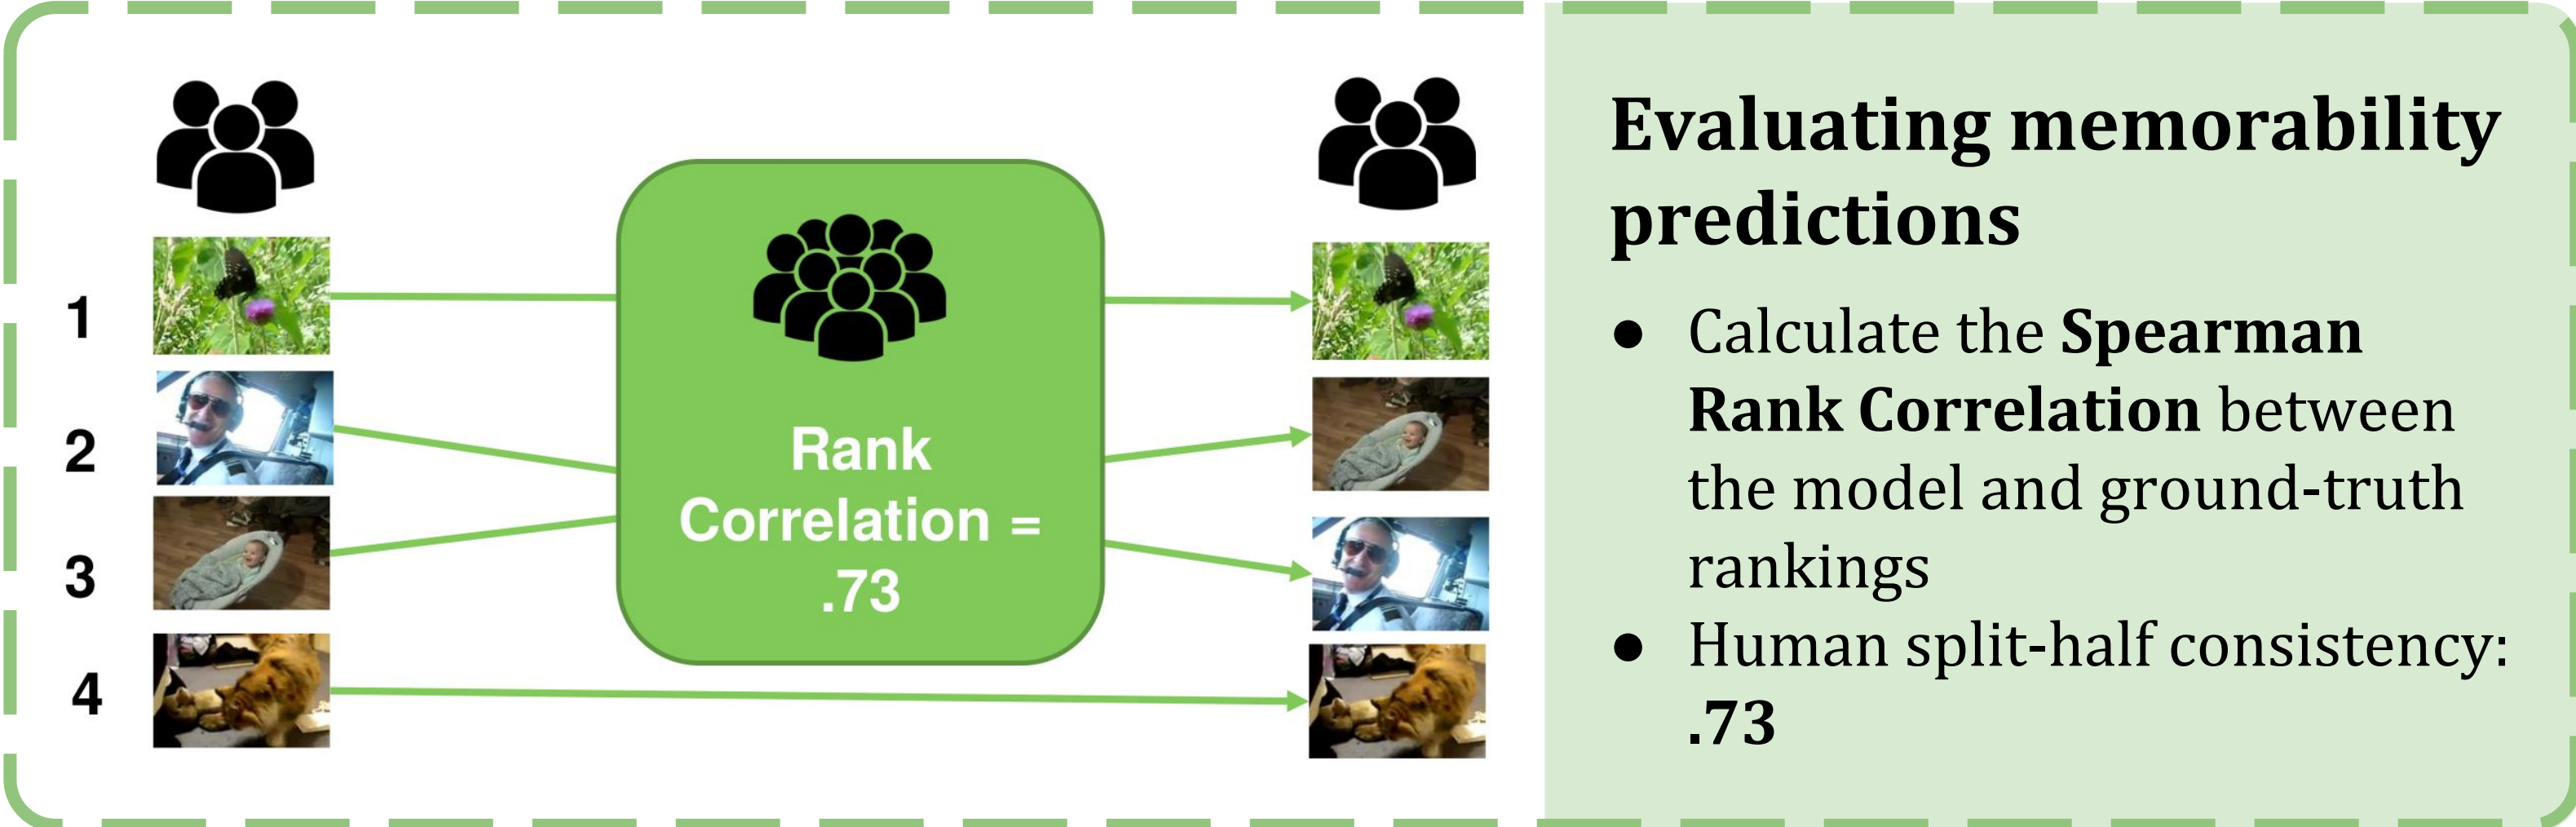 1
2
3
4
Rank
Correlation =
.73
Evaluating memorability
predictions
● Calculate the Spearman
Rank Correlation between
the model and ground-truth
rankings
● Human split-half consistency:
.73